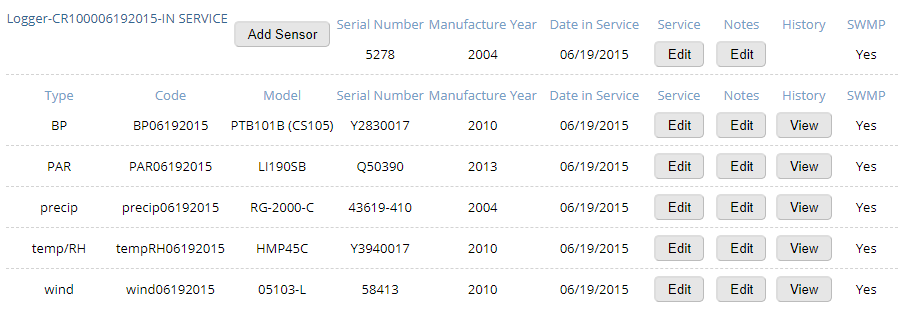 Logger-CR100006192015-IN SERVICE Add Sensor Serial Number Manufacture Year Date in Service Service Notes History SWMP
5278 2004 06/19/2015 Edit Edit Yes
Type Code Model Serial Number Manufacture Year Date in Service Service Notes History SWMP
BP BP06192015 PTB101B (CS105) Y2830017 2010 06/19/2015 Edit Edit View Yes
PAR PAR06192015 LI190SB Q50390 2013 06/19/2015 Edit Edit View Yes
precip precip06192015 RG-2000-C 43619-410 2004 06/19/2015 Edit Edit View Yes
temp/RH tempRH06192015 HMP45C Y3940017 2010 06/19/2015 Edit Edit View Yes
wind wind06192015 05103-L 58413 2010 06/19/2015 Edit Edit View Yes